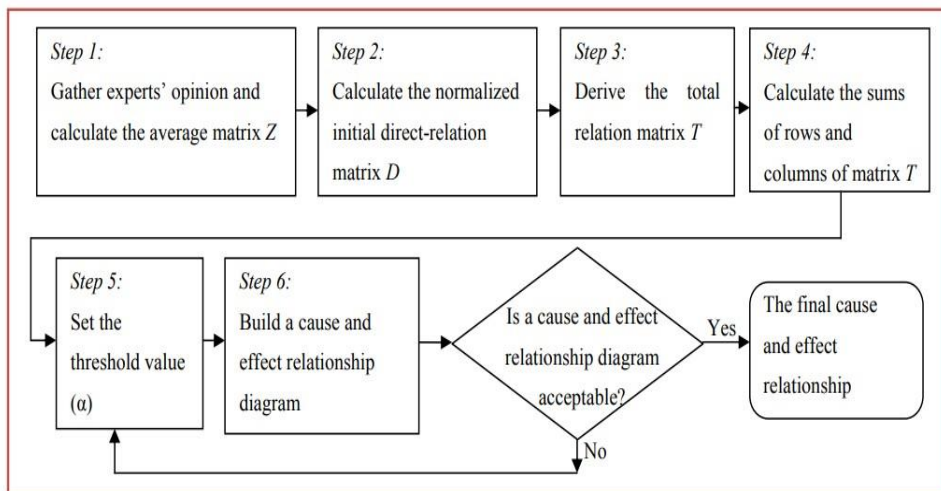 Step 1:
Gather experts’ opinion and
calculate the average matrix Z
Step 2:
Calculate the normalized
initial direct-relation
matrix D
Step 3:
Derive the total
relation matrix T
Step 4:
Calculate the sums
of rows and
columns of matrix T
Step 5:
Set the
threshold value
(α)
Step 6:
Build a cause and
effect relationship
diagram
Is a cause and effect
relationship diagram
acceptable?
Yes
No
The final cause
and effect
relationship